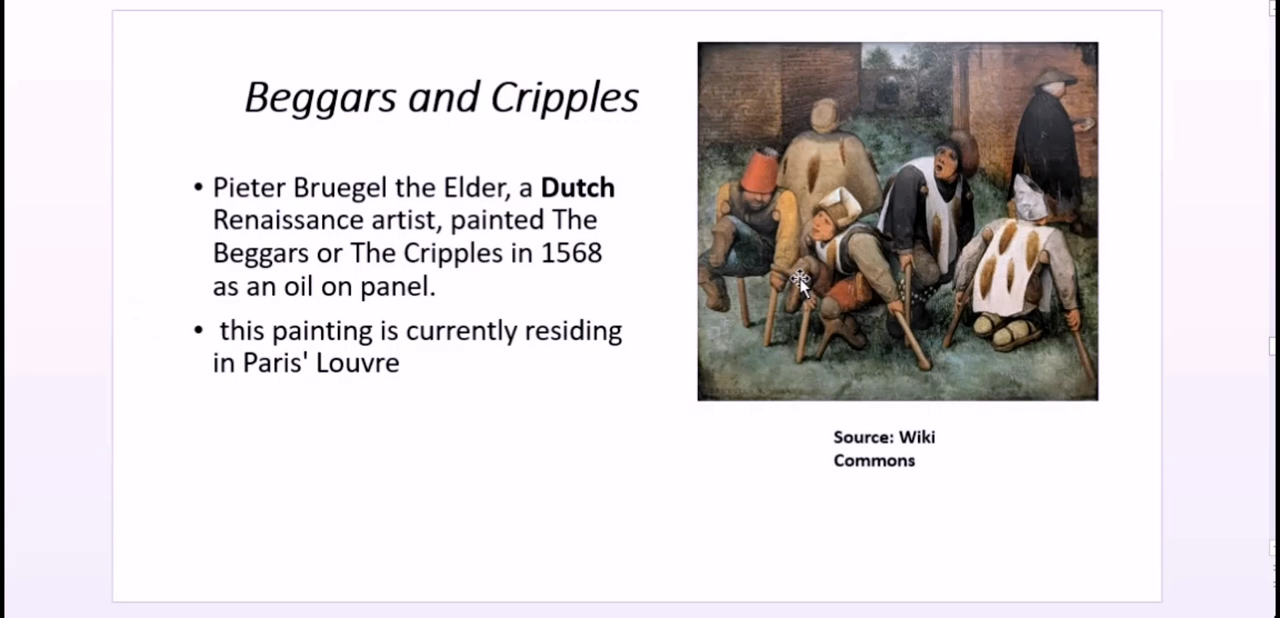 Beggars and Cripples
• Pieter Bruegel the Elder, a Dutch
Renaissance artist, painted The
Beggars or The Cripples in 1568
as an oil on panel.
• this painting is currently residing
in Paris' Louvre
Source: Wiki
Commons